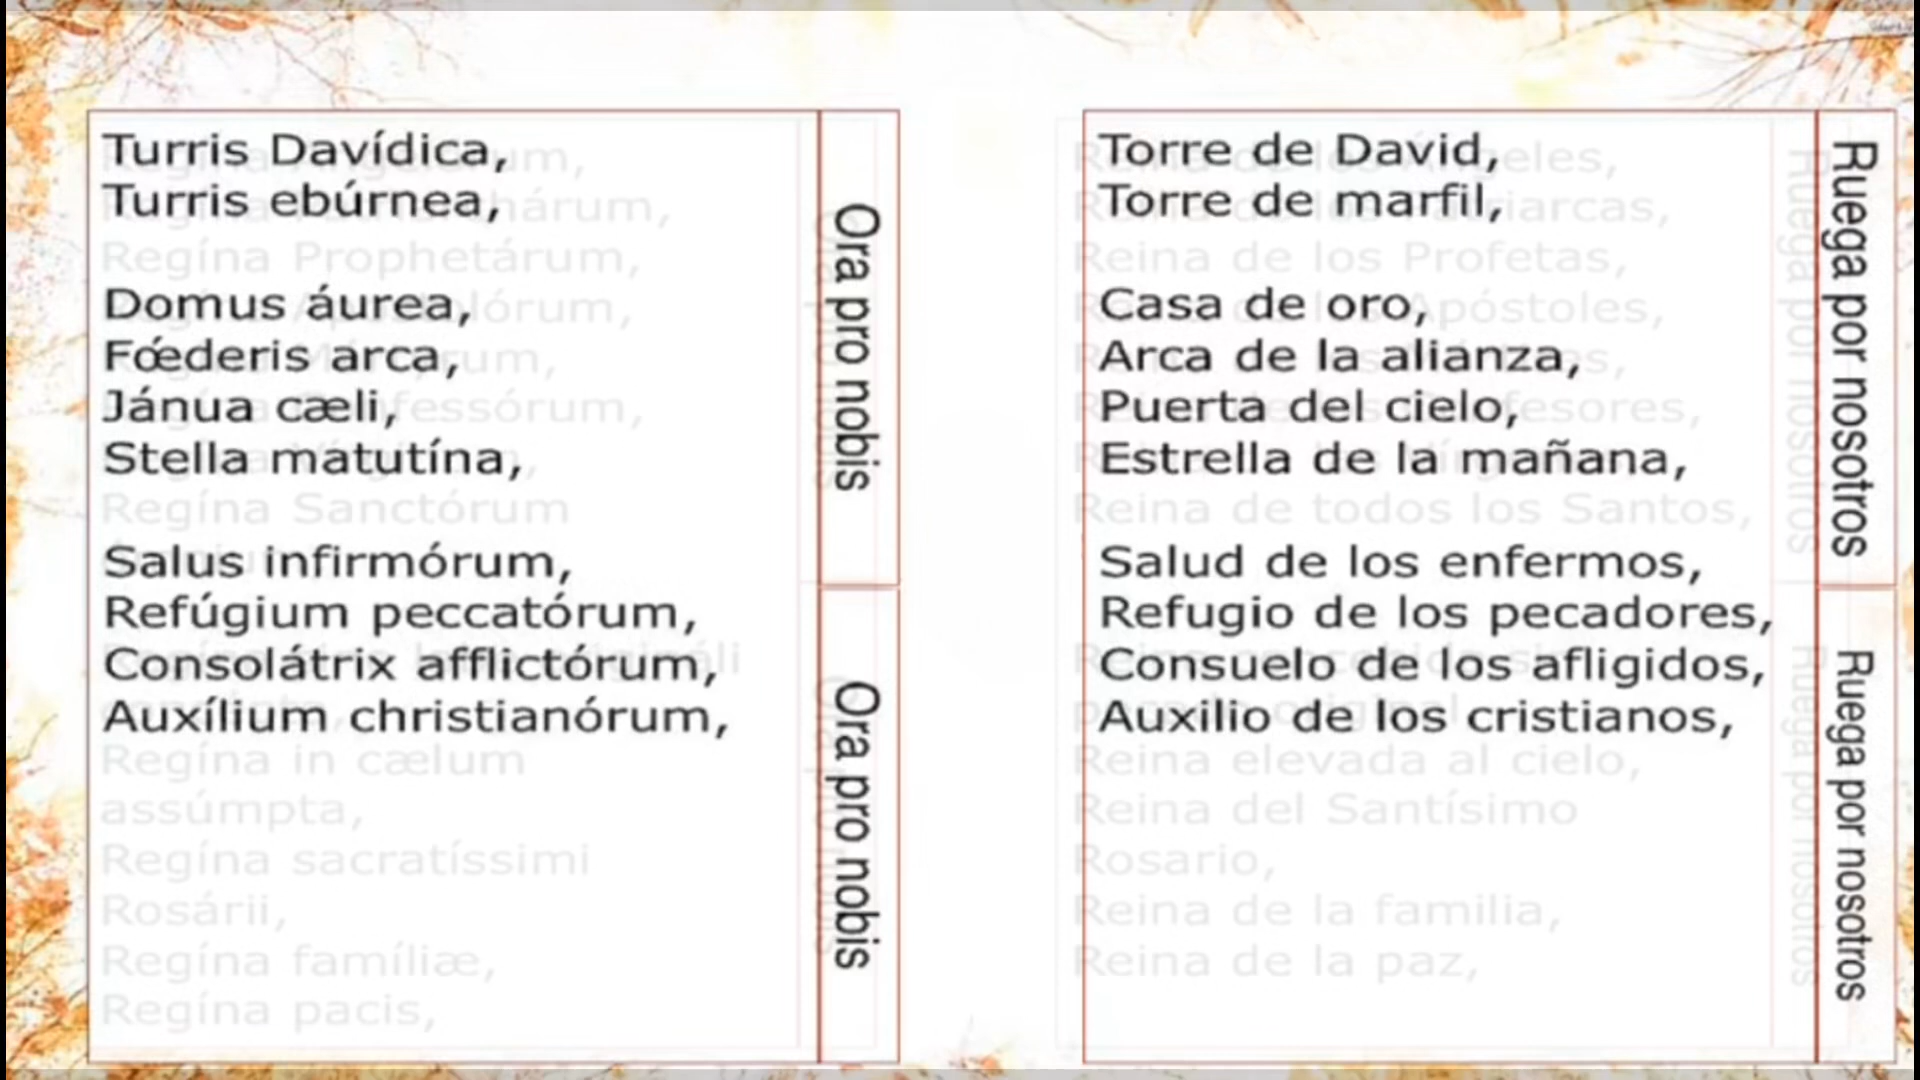 Turris Davídica,
Turris ebúrnea,
Domus áurea,
Fǿederis arca,
Jánua cæli,
Stella matutína,
Salus infirmórum,
Refúgium peccatórum,
Consolátrix afflictórum,
Auxílium christianórum,
Ora pro nobis
Ora pro nobis
Regína Prophetárum,
Regína Sanctórum
Regína in cælum
assúmpta,
Regína sacratíssimi
Rosárii,
Regína famíliæ,
Regína pacis,
Torre de David,
Torre de marfil,
Casa de oro,
Arca de la alianza,
Puerta del cielo,
Estrella de la mañana,
Salud de los enfermos,
Refugio de los pecadores,
Consuelo de los afligidos,
Auxilio de los cristianos,
Ruega por nosotros
Ruega por nosotros
Reina de los Profetas,
Reina de todos los Santos,
Reina elevada al cielo,
Reina del Santísimo
Rosario,
Reina de la familia,
Reina de la paz,